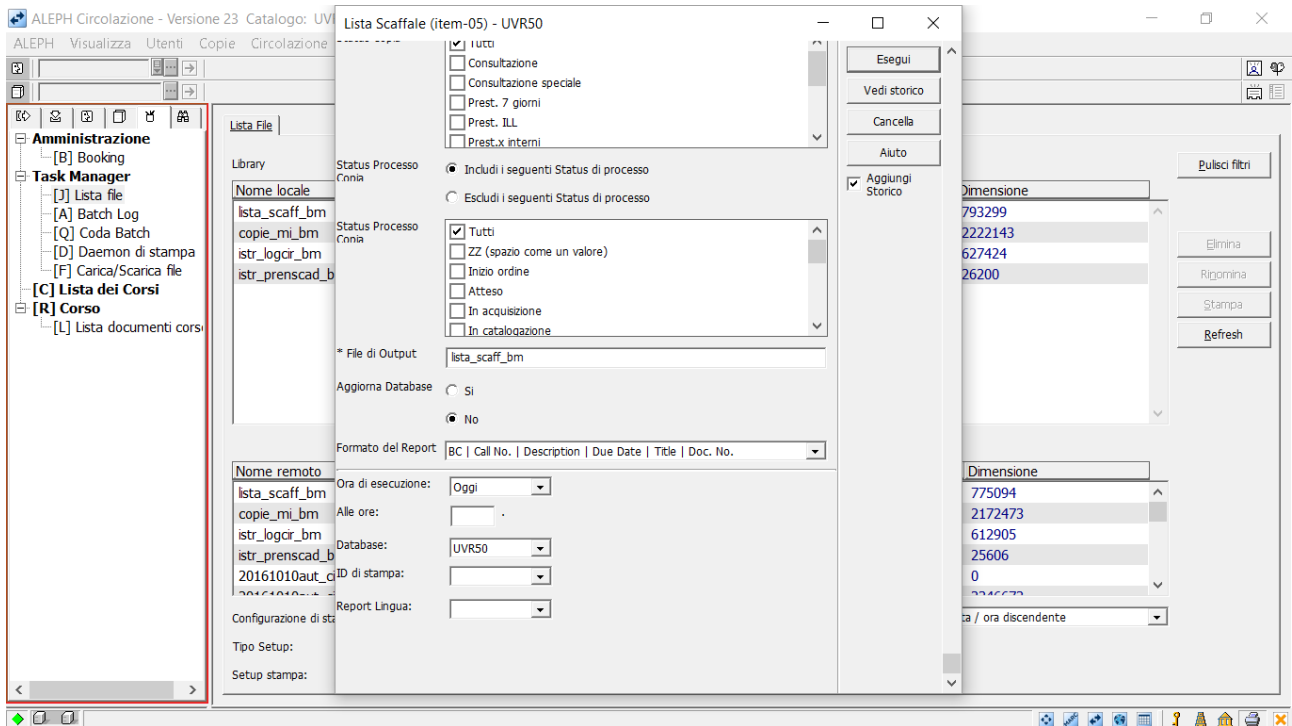 ALEPH Circolazione - Versione 23 Catalogo: UVR
ALEPH Visualizza Utenti Copie Circolazione
Amministrazione
[B] Booking
Task Manager
[J] Lista file
[A] Batch Log
[Q] Coda Batch
[D] Daemon di stampa
[F] Carica/Scarica file
[C] Lista dei Corsi
[R] Corso
[L] Lista documenti corso
Lista File
Library
Nome locale
lista_scaff_bm
copie_mi_bm
istr_logcir_bm
istr_prenscad_b
Nome remoto
lista_scaff_bm
copie_mi_bm
istr_logcir_bm
istr_prenscad_b
20161010aut_ci
Configurazione di sta
Tipo Setup:
Setup stampa:
Lista Scaffale (item-05) - UVR50
Tutti
Consultazione
Consultazione speciale
Prest. 7 giorni
Prest. ILL
Prest.x interni
Status Processo
Copia
Includi i seguenti Status di processo
Escludi i seguenti Status di processo
Status Processo
Copia
Tutti
ZZ (spazio come un valore)
Inizio ordine
Atteso
In acquisizione
In catalogazione
* File di Output
lista_scaff_bm
Aggiorna Database
Si
No
Formato del Report
BC | Call No. | Description | Due Date | Title | Doc. No.
Ora di esecuzione:
Oggi
Alle ore:
Database:
UVR50
ID di stampa:
Report Lingua:
Esegui
Vedi storico
Cancella
Aiuto
Aggiungi
Storico
Dimensione
793299
2222143
627424
26200
Dimensione
775094
2172473
612905
25606
0
ta / ora discendente
Pulisci filtri
Elimina
Rinomina
Stampa
Refresh